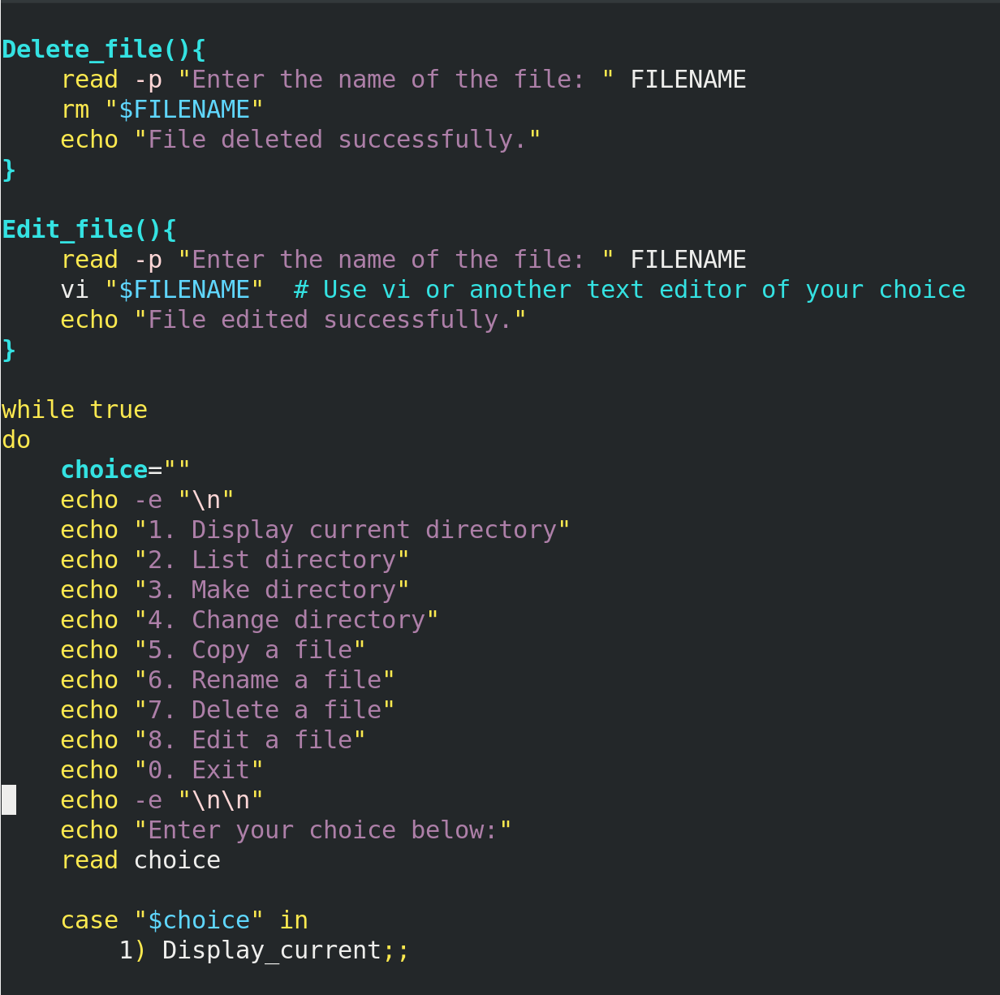 Delete_file(){
    read -p "Enter the name of the file: " FILENAME
    rm "$FILENAME"
    echo "File deleted successfully."
}

Edit_file(){
    read -p "Enter the name of the file: " FILENAME
    vi "$FILENAME"  # Use vi or another text editor of your choice
    echo "File edited successfully."
}

while true
do
    choice=""
    echo -e "\n"
    echo "1. Display current directory"
    echo "2. List directory"
    echo "3. Make directory"
    echo "4. Change directory"
    echo "5. Copy a file"
    echo "6. Rename a file"
    echo "7. Delete a file"
    echo "8. Edit a file"
    echo "0. Exit"
    echo -e "\n\n"
    echo "Enter your choice below:"
    read choice

    case "$choice" in
        1) Display_current;;